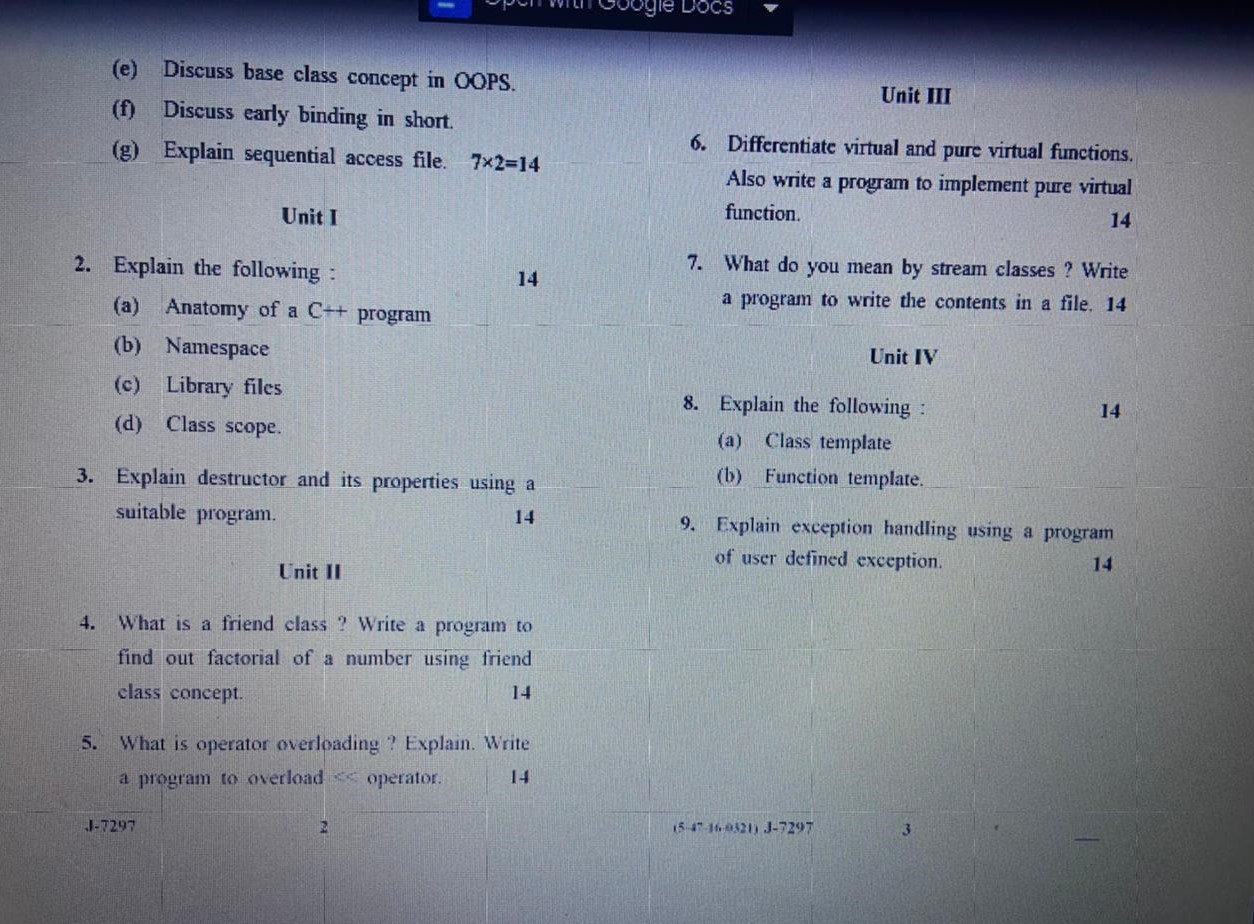 Open with Google Docs
(e) Discuss base class concept in OOPS.
(f) Discuss early binding in short.
(g) Explain sequential access file. 7×2=14
Unit I
2. Explain the following : 14
(a) Anatomy of a C++ program
(b) Namespace
(c) Library files
(d) Class scope.
3. Explain destructor and its properties using a
suitable program. 14
Unit II
4. What is a friend class ? Write a program to
find out factorial of a number using friend
class concept. 14
5. What is operator overloading ? Explain. Write
a program to overload << operator. 14
J-7297 2
Unit III
6. Differentiate virtual and pure virtual functions.
Also write a program to implement pure virtual
function. 14
7. What do you mean by stream classes ? Write
a program to write the contents in a file. 14
Unit IV
8. Explain the following : 14
(a) Class template
(b) Function template.
9. Explain exception handling using a program
of user defined exception. 14
(5-47-16-0321) J-7297 3